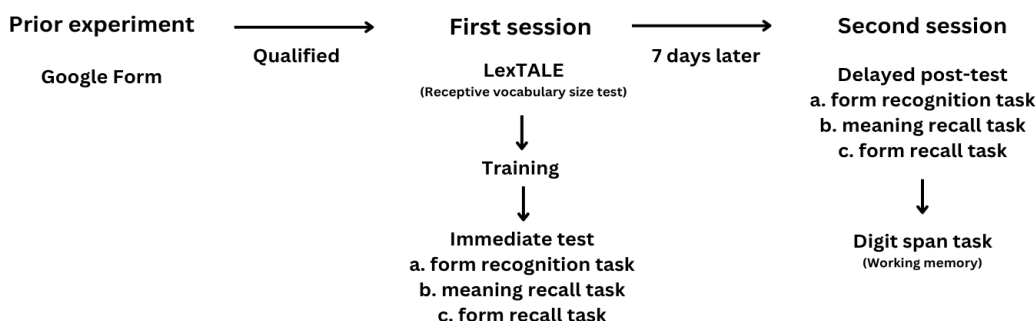 Prior experiment
Google Form
Qualified
First session
LexTALE
(Receptive vocabulary size test)
Training
Immediate test
a. form recognition task
b. meaning recall task
c. form recall task
7 days later
Second session
Delayed post-test
a. form recognition task
b. meaning recall task
c. form recall task
Digit span task
(Working memory)